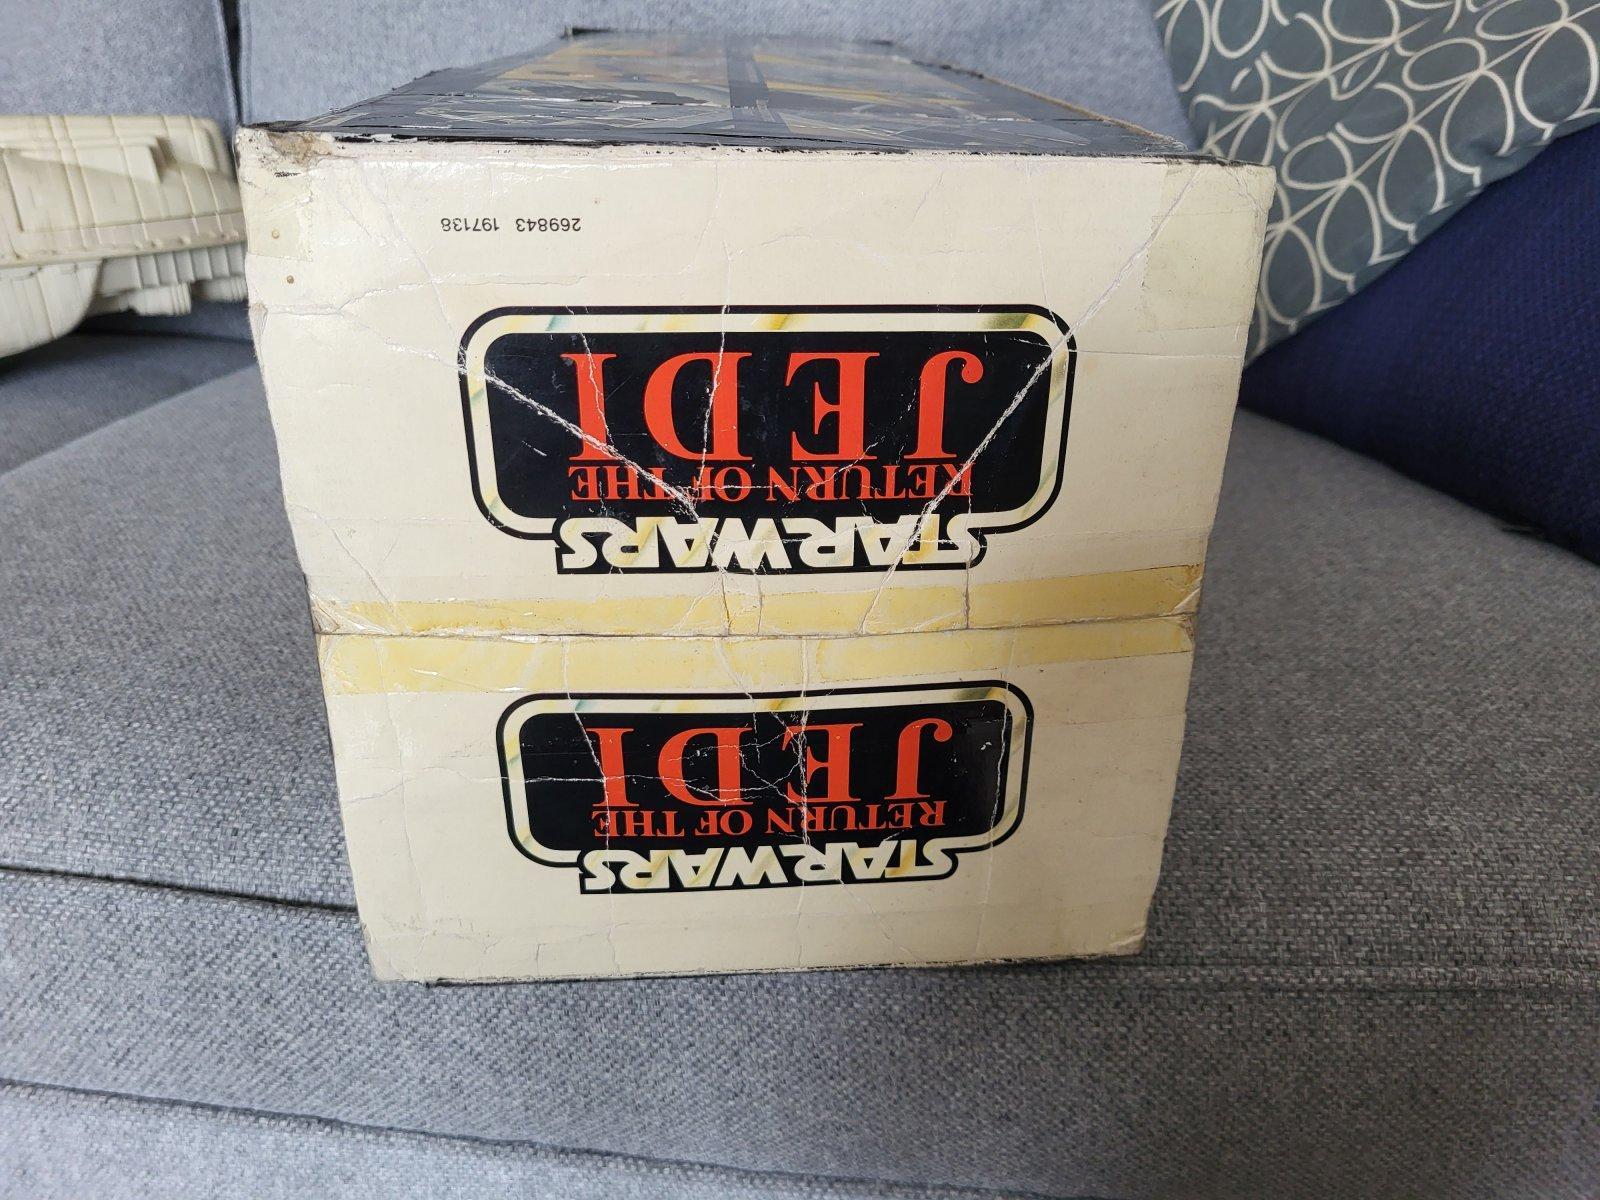 STAR WARS
RETURN OF THE
JEDI
STAR WARS
RETURN OF THE
JEDI
269843 197138